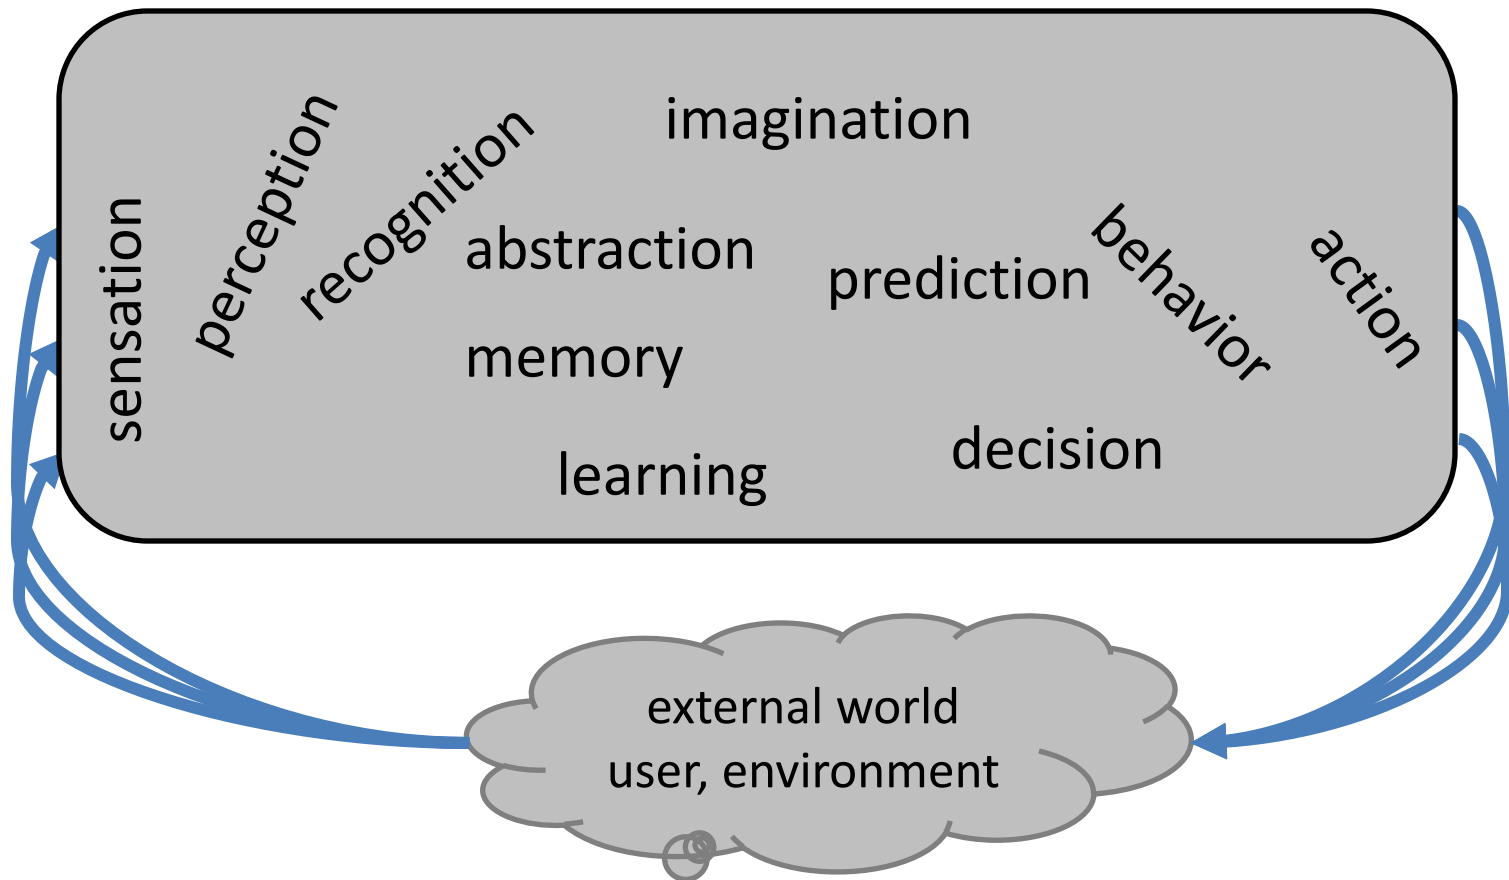 sensation
perception
recognition
imagination
abstraction
prediction
behavior
action
memory
learning
decision
external world
user, environment